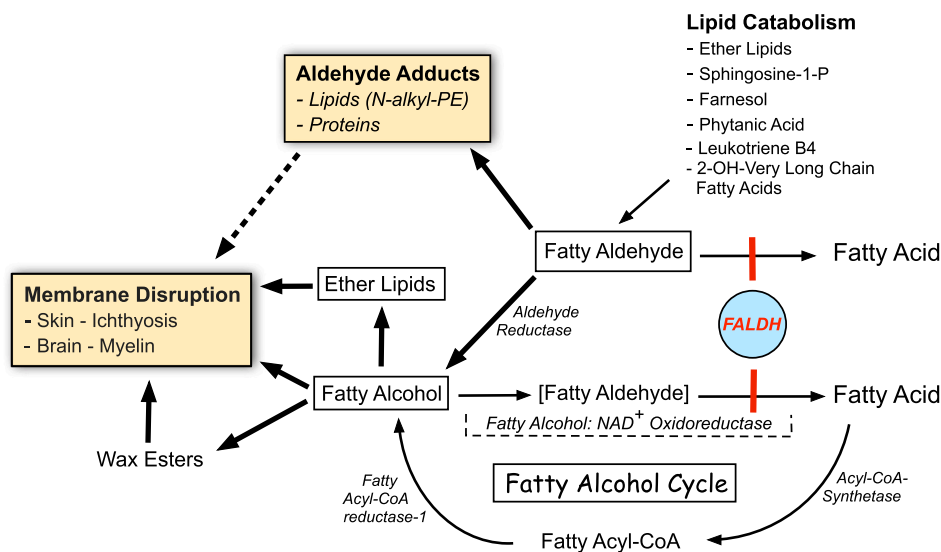 Lipid Catabolism
- Ether Lipids
- Sphingosine-1-P
- Farnesol
- Phytanic Acid
- Leukotriene B4
- 2-OH-Very Long Chain
Fatty Acids
Aldehyde Adducts
- Lipids (N-alkyl-PE)
- Proteins
Fatty Aldehyde
Fatty Acid
Membrane Disruption
- Skin - Ichthyosis
- Brain - Myelin
Ether Lipids
Aldehyde
Reductase
FALDH
Fatty Alcohol
[Fatty Aldehyde]
Fatty Acid
Fatty Alcohol: NAD+ Oxidoreductase
Wax Esters
Fatty
Acyl-CoA
reductase-1
Fatty Alcohol Cycle
Acyl-CoA-
Synthetase
Fatty Acyl-CoA